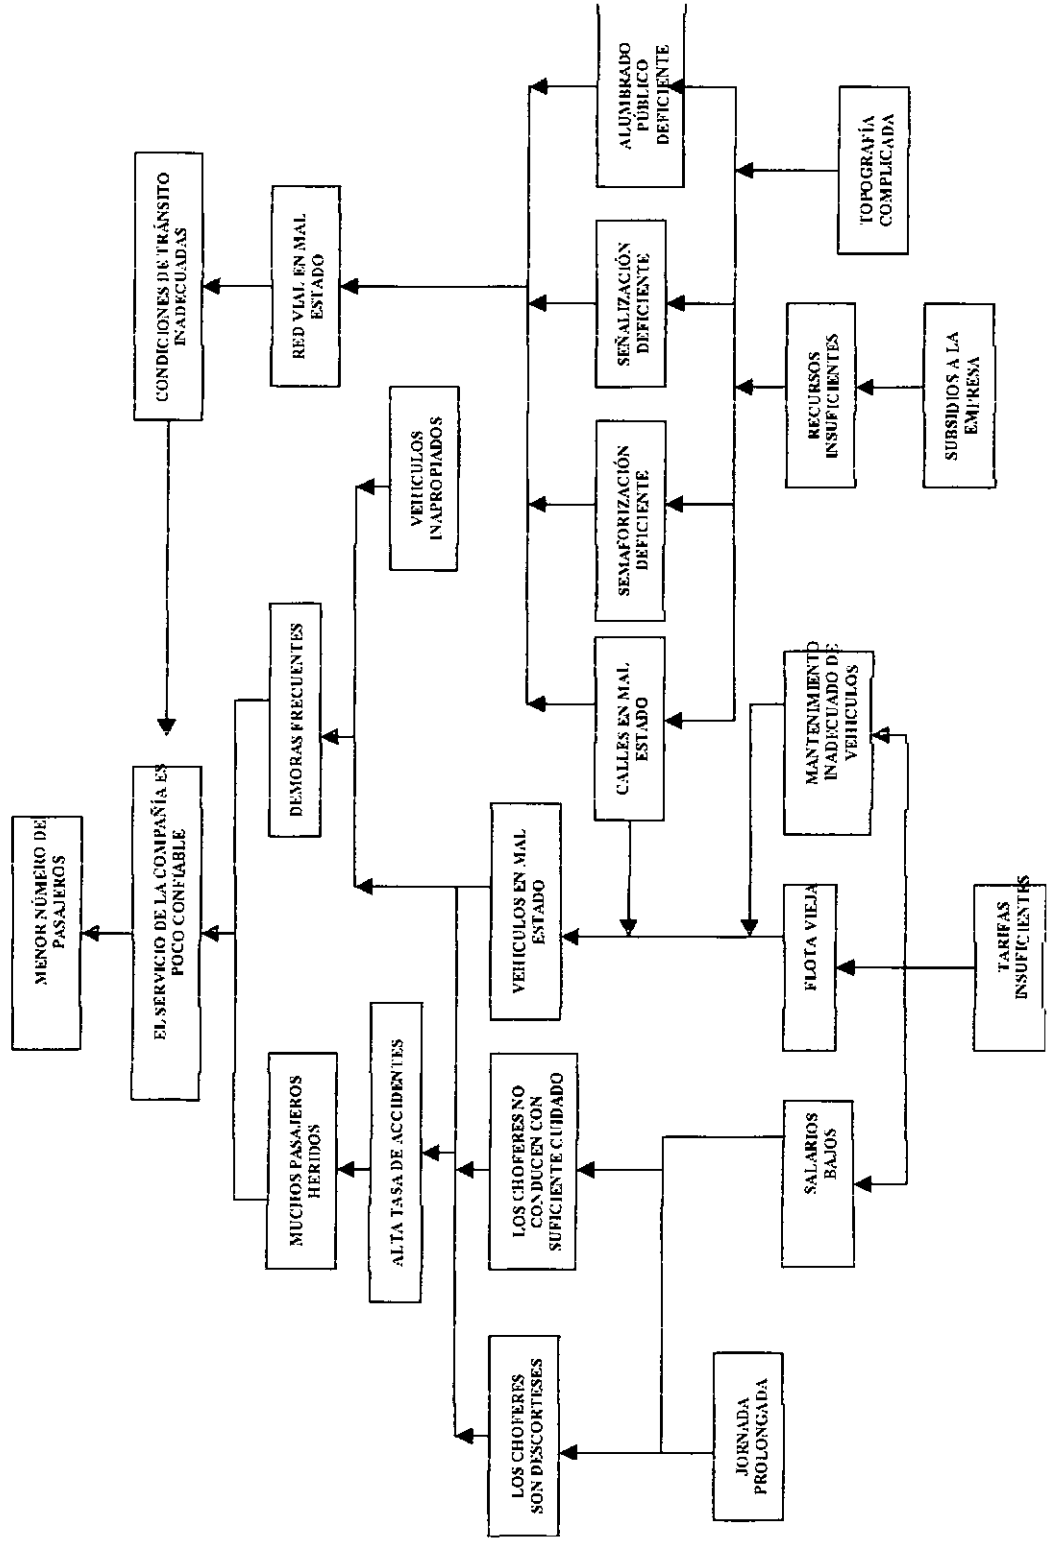 MENOR NÚMERO DE
PASAJEROS
EL SERVICIO DE LA COMPAÑÍA ES
POCO CONFIABLE
CONDICIONES DE TRÁNSITO
INADECUADAS
MUCHOS PASAJEROS
HERIDOS
DEMORAS FRECUENTES
RED VIAL EN MAL
ESTADO
ALTA TASA DE ACCIDENTES
VEHICULOS
INAPROPIADOS
LOS CHOFERES
SON DESCORTESES
LOS CHOFERES NO
CONDUCEN CON
SUFICIENTE CUIDADO
VEHICULOS EN MAL
ESTADO
CALLES EN MAL
ESTADO
SEMAFORIZACIÓN
DEFICIENTE
SEÑALIZACIÓN
DEFICIENTE
ALUMBRADO
PÚBLICO
DEFICIENTE
JORNADA
PROLONGADA
SALARIOS
BAJOS
FLOTA VIEJA
MANTENIMIENTO
INADECUADO DE
VEHICULOS
RECURSOS
INSUFICIENTES
TOPOGRAFÍA
COMPLICADA
TARIFAS
INSUFICIENTES
SUBSIDIOS A LA
EMPRESA